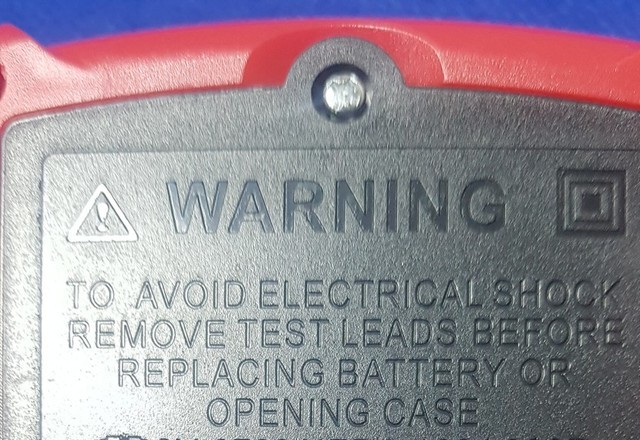 WARNING
TO AVOID ELECTRICAL SHOCK
REMOVE TEST LEADS BEFORE
REPLACING BATTERY OR
OPENING CASE